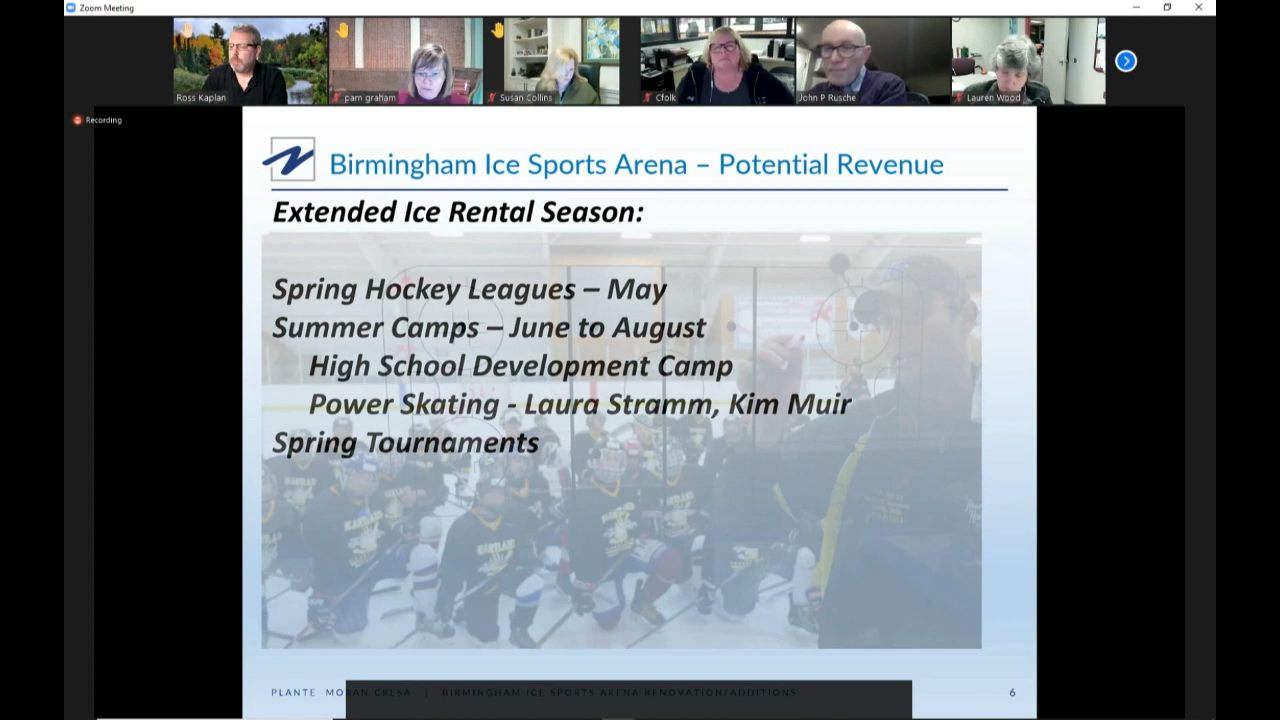 Zoom Meeting
Ross Kaplan
pam graham
Susan Collins
Cfolk
John P Rusche
Lauren Wood
Recording
Birmingham Ice Sports Arena – Potential Revenue
Extended Ice Rental Season:
Spring Hockey Leagues – May
Summer Camps – June to August
High School Development Camp
Power Skating - Laura Stramm, Kim Muir
Spring Tournaments
PLANTE MORAN CRESA | BIRMINGHAM ICE SPORTS ARENA RENOVATION/ADDITIONS
6